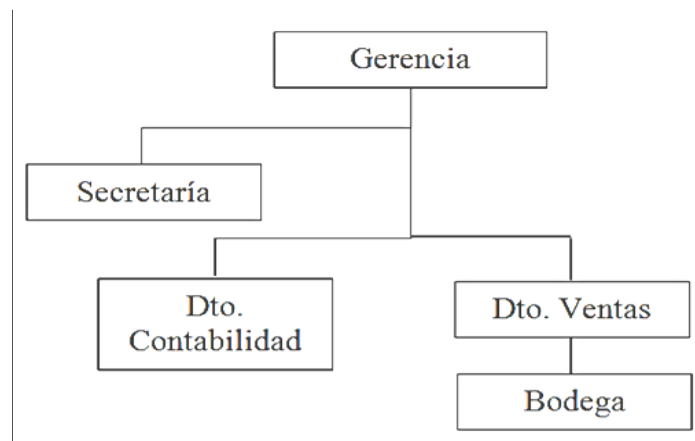 Gerencia
Secretaría
Dto.
Contabilidad
Dto. Ventas
Bodega